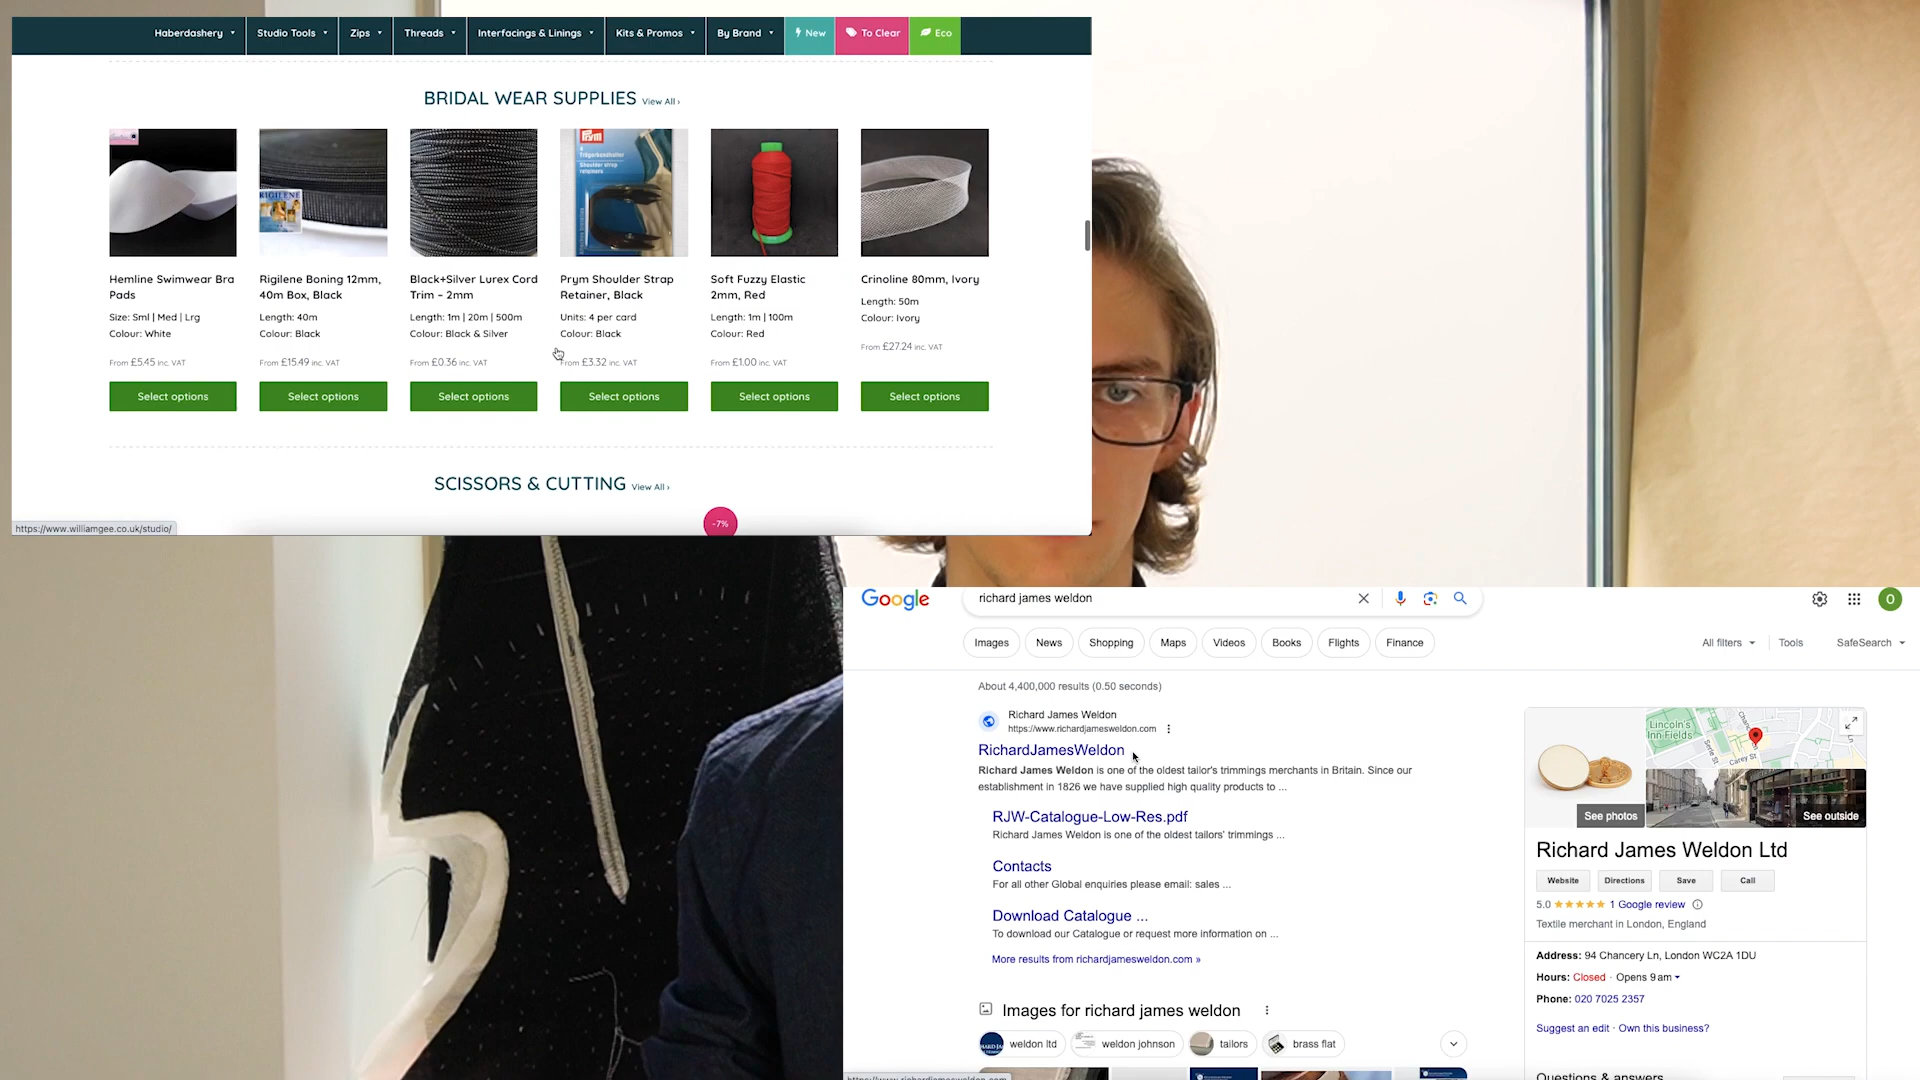 Haberdashery
Studio Tools
Zips
Threads
Interfacings & Linings
Kits & Promos
By Brand
New
To Clear
Eco
BRIDAL WEAR SUPPLIES View All ›
Hemline Swimwear Bra Pads
Size: Sml | Med | Lrg
Colour: White
From £5.45 inc. VAT
Select options
RIGILENE
Rigilene Boning 12mm,
40m Box, Black
Length: 40m
Colour: Black
From £15.49 inc. VAT
Select options
Black+Silver Lurex Cord
Trim – 2mm
Length: 1m | 20m | 500m
Colour: Black & Silver
From £0.36 inc. VAT
Select options
Prym
Trägerbandhalter
Shoulder strap
retainers
Prym Shoulder Strap
Retainer, Black
Units: 4 per card
Colour: Black
From £3.32 inc. VAT
Select options
Soft Fuzzy Elastic
2mm, Red
Length: 1m | 100m
Colour: Red
From £1.00 inc. VAT
Select options
Crinoline 80mm, Ivory
Length: 50m
Colour: Ivory
From £27.24 inc. VAT
Select options
SCISSORS & CUTTING View All ›
-7%
https://www.williamgee.co.uk/studio/
Google
richard james weldon
O
Images
News
Shopping
Maps
Videos
Books
Flights
Finance
All filters
Tools
SafeSearch
About 4,400,000 results (0.50 seconds)
Richard James Weldon
https://www.richardjamesweldon.com
RichardJamesWeldon
Richard James Weldon is one of the oldest tailor's trimmings merchants in Britain. Since our
establishment in 1826 we have supplied high quality products to ...
RJW-Catalogue-Low-Res.pdf
Richard James Weldon is one of the oldest tailors' trimmings ...
Contacts
For all other Global enquiries please email: sales ...
Download Catalogue ...
To download our Catalogue or request more information on ...
More results from richardjamesweldon.com »
Images for richard james weldon
weldon ltd
weldon johnson
tailors
brass flat
Lincoln's
Inn Fields
Serle St
Carey St
See photos
See outside
Richard James Weldon Ltd
Website
Directions
Save
Call
5.0 ★★★★★ 1 Google review
Textile merchant in London, England
Address: 94 Chancery Ln, London WC2A 1DU
Hours: Closed · Opens 9 am
Phone: 020 7025 2357
Suggest an edit · Own this business?
Questions & answers